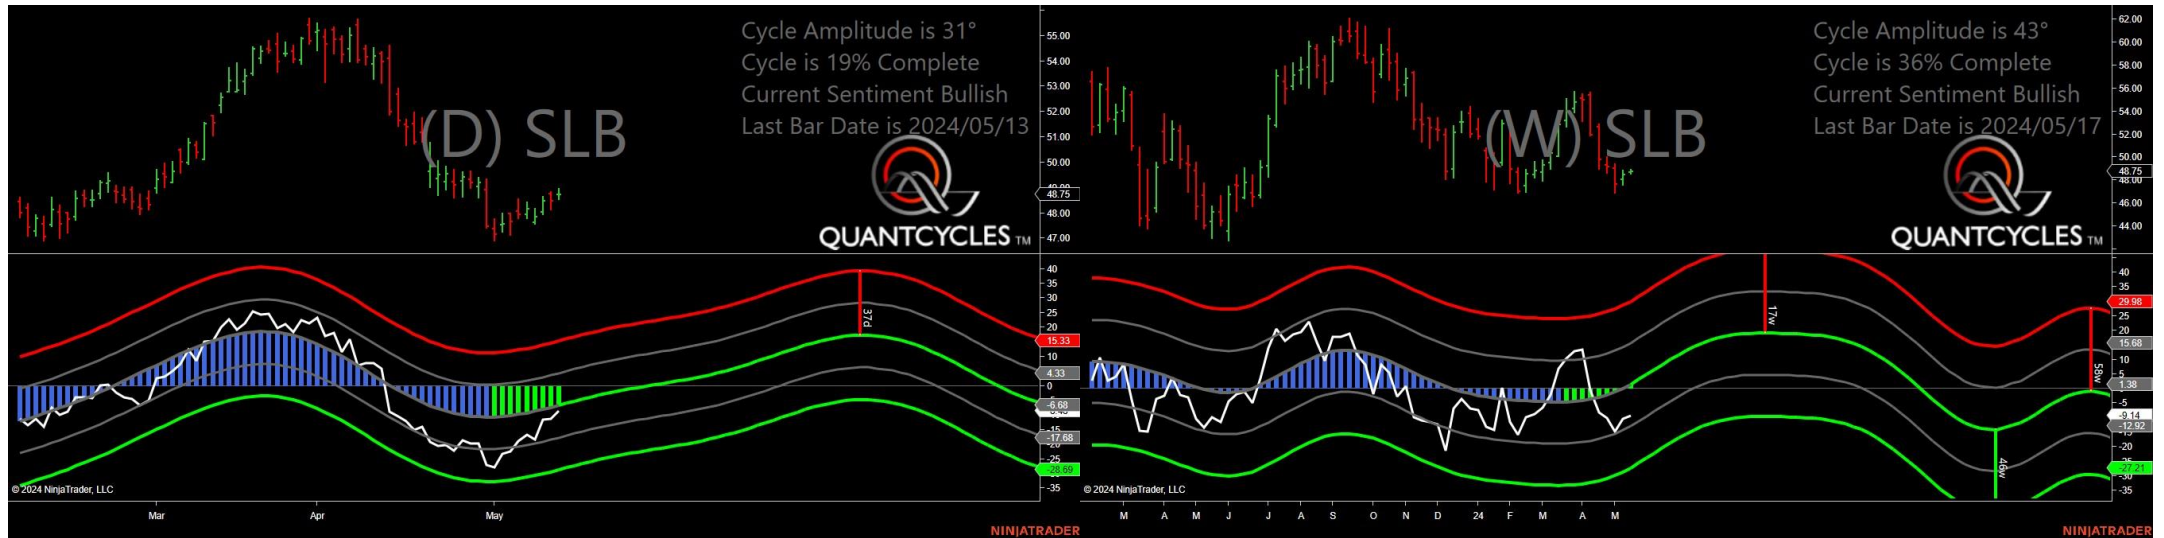 Cycle Amplitude is 31°
Cycle is 19% Complete
Current Sentiment Bullish
Last Bar Date is 2024/05/13
(D) SLB
QUANTCYCLES TM
55.00
54.00
53.00
52.00
51.00
50.00
49.00
48.75
48.00
47.00
40
35
30
25
20
15.33
10
4.33
0
-6.68
-15
-17.68
-25
-28.69
-35
37d
© 2024 NinjaTrader, LLC
Mar
Apr
May
NINJATRADER
Cycle Amplitude is 43°
Cycle is 36% Complete
Current Sentiment Bullish
Last Bar Date is 2024/05/17
(W) SLB
QUANTCYCLES TM
62.00
60.00
58.00
56.00
54.00
52.00
50.00
48.75
48.00
46.00
44.00
40
35
29.98
25
20
15.68
10
5
1.38
-5
-9.14
-12.92
-20
-27.21
-35
17w
58w
46w
© 2024 NinjaTrader, LLC
M A M J J A S O N D 24 F M A M
NINJATRADER